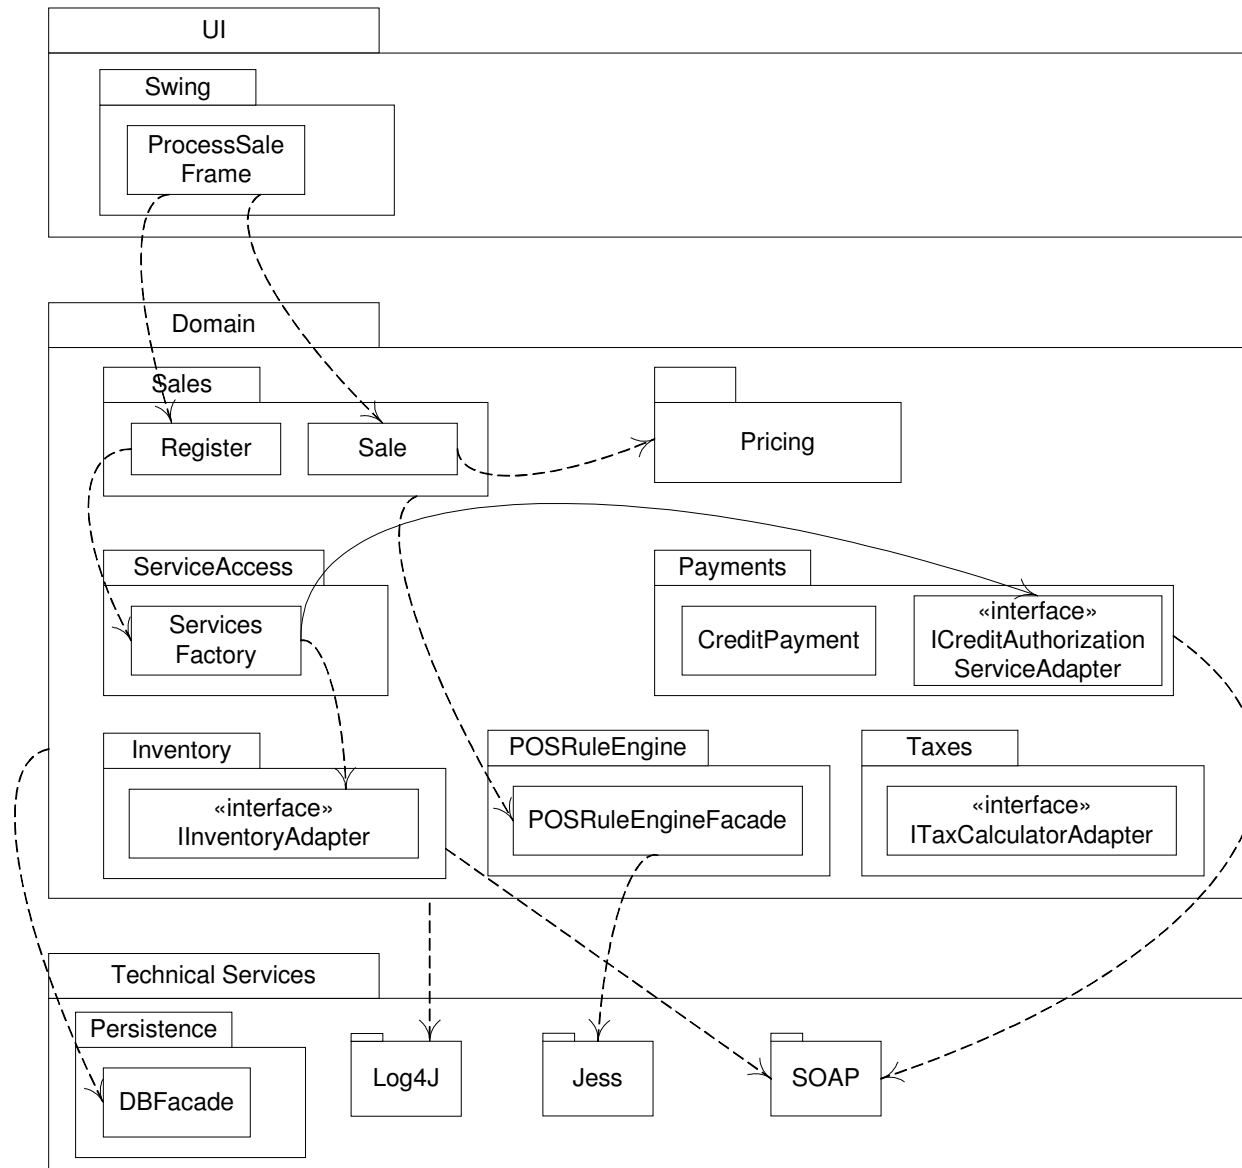 UI
Swing
ProcessSale
Frame
Domain
Sales
Register
Sale
Pricing
ServiceAccess
Services
Factory
Payments
CreditPayment
«interface»
ICreditAuthorization
ServiceAdapter
Inventory
«interface»
IInventoryAdapter
POSRuleEngine
POSRuleEngineFacade
Taxes
«interface»
ITaxCalculatorAdapter
Technical Services
Persistence
DBFacade
Log4J
Jess
SOAP